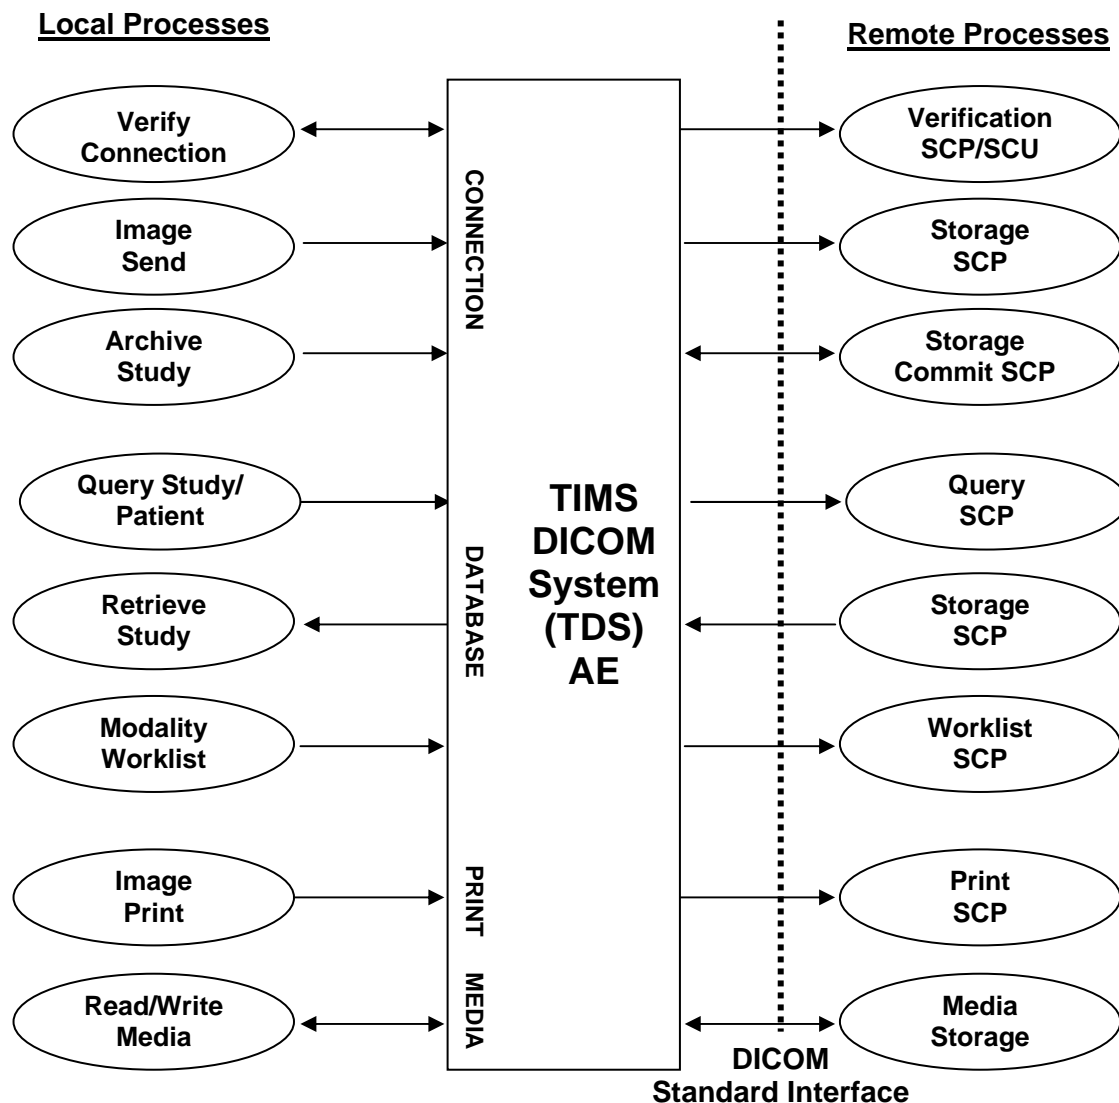 Local Processes
Remote Processes
Verify
Connection
Verification
SCP/SCU
Image
Send
Storage
SCP
Archive
Study
Storage
Commit SCP
Query Study/
Patient
Query
SCP
Retrieve
Study
Storage
SCP
Modality
Worklist
Worklist
SCP
Image
Print
Print
SCP
Read/Write
Media
Media
Storage
CONNECTION
DATABASE
PRINT
MEDIA
TIMS
DICOM
System
(TDS)
AE
DICOM
Standard Interface